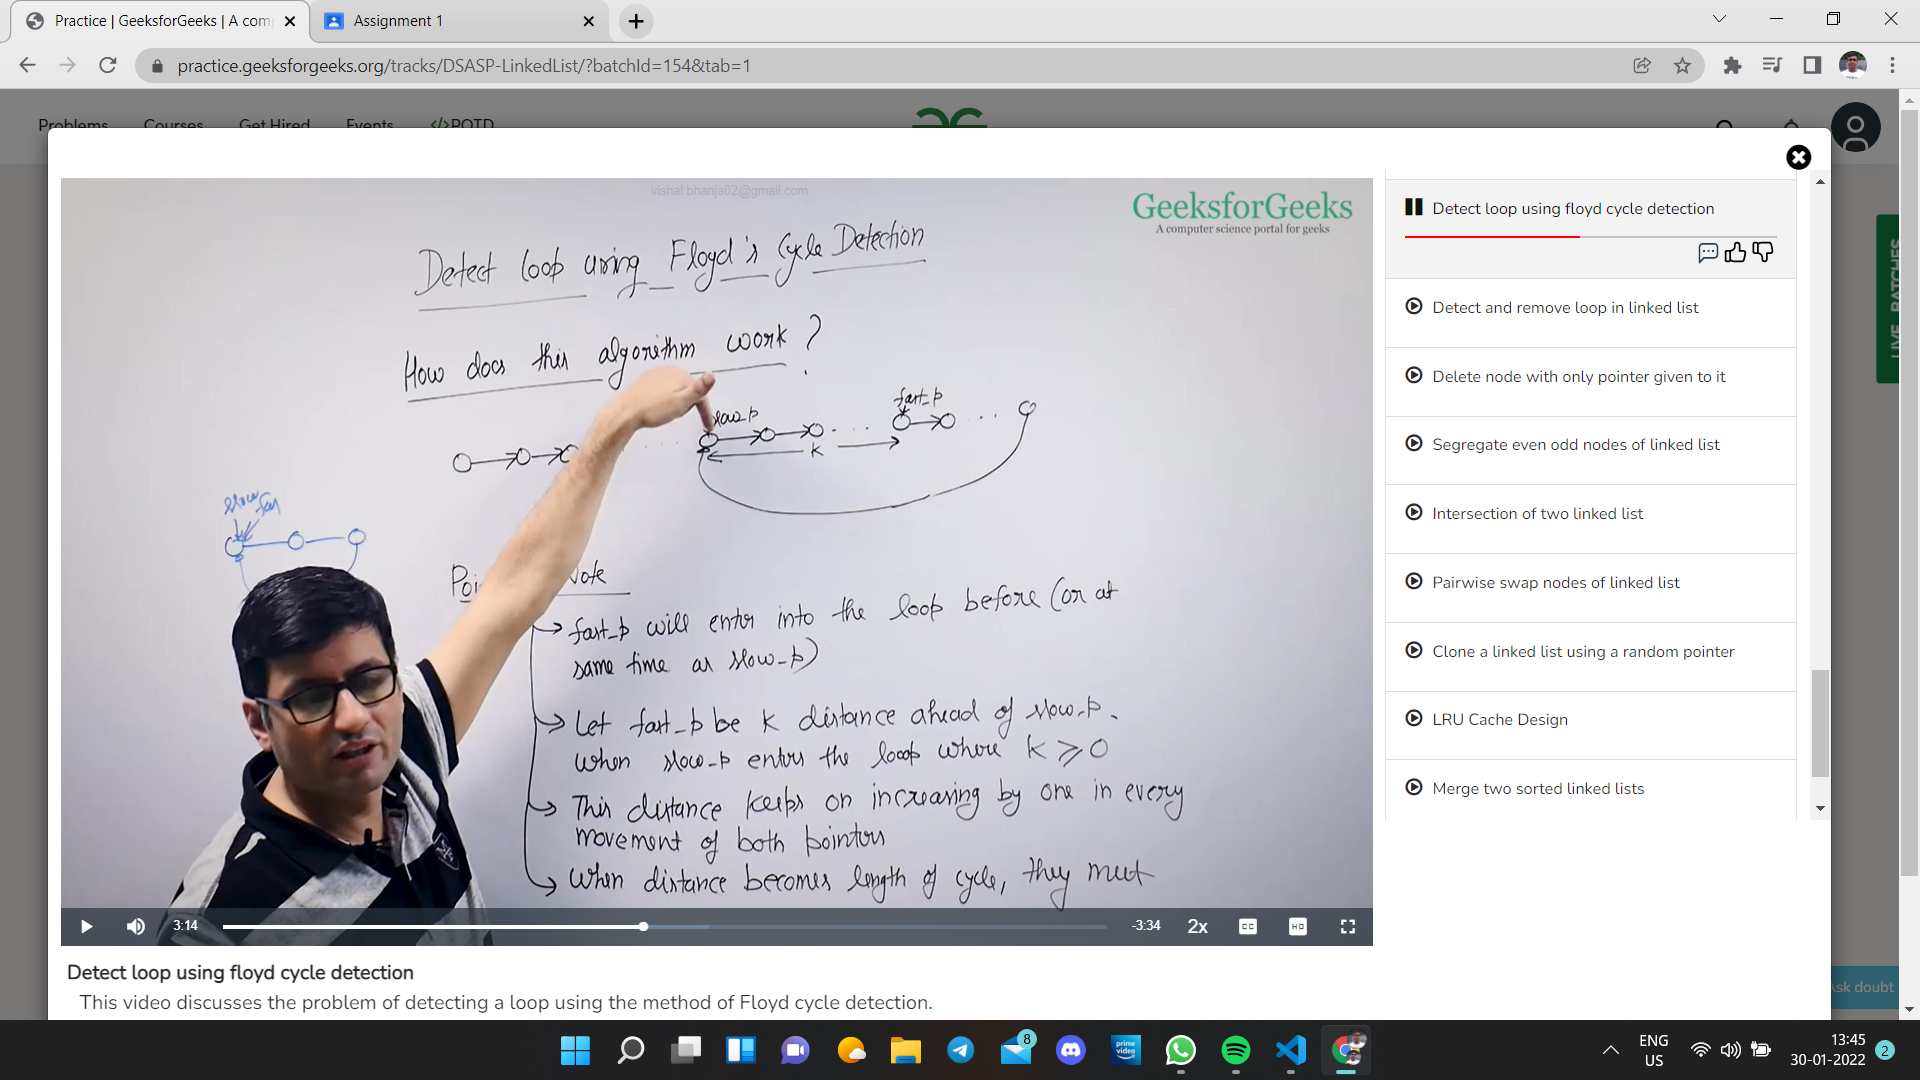 Practice | GeeksforGeeks | A com
Assignment 1
practice.geeksforgeeks.org/tracks/DSASP-LinkedList/?batchId=154&tab=1
Problems Courses Get Hired Events </>POTD
vishal.bhanja02@gmail.com
GeeksforGeeks
A computer science portal for geeks
Detect loop using Floyd's Cycle Detection
How does this algorithm work ?
slow_p
fast_p
k
slow
Note
→ fast_p will enter into the loop before (or at
same time as slow_p)
→ Let fast_p be k distance ahead of slow_p.
when slow_p enters the loop where k ⩾ 0
→ This distance keeps on increasing by one in every
movement of both pointers
→ When distance becomes length of cycle, they meet
3:14
-3:34
2x
CC
HD
Detect loop using floyd cycle detection
This video discusses the problem of detecting a loop using the method of Floyd cycle detection.
Detect loop using floyd cycle detection
Detect and remove loop in linked list
Delete node with only pointer given to it
Segregate even odd nodes of linked list
Intersection of two linked list
Pairwise swap nodes of linked list
Clone a linked list using a random pointer
LRU Cache Design
Merge two sorted linked lists
LIVE BATCHES
Ask doubt
8
prime video
ENG
US
13:45
30-01-2022
2